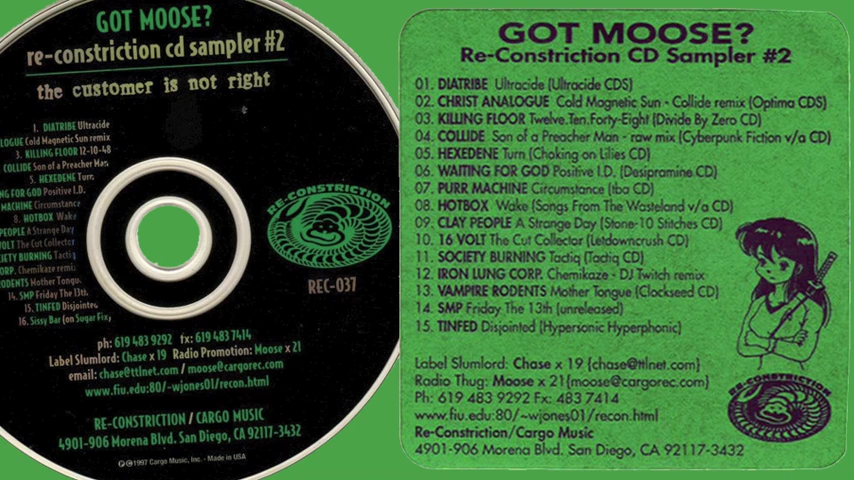 GOT MOOSE?
re-constriction cd sampler #2
the customer is not right
1. DIATRIBE Ultracide
LOGUE Cold Magnetic Sun remix
3. KILLING FLOOR 12-10-48
COLLIDE Son of a Preacher Man
5. HEXEDENE Turn
NG FOR GOD Positive I.D.
MACHINE Circumstance
8. HOTBOX Wake
PEOPLE A Strange Day
VOLT The Cut Collector
ETY BURNING Tactiq
CORP. Chemikaze remix
RODENTS Mother Tongue
14. SMP Friday The 13th
15. TINFED Disjointed
16. Sissy Bar (on Sugar Fix)
RE-CONSTRICTION
REC-037
ph: 619 483 9292 fx: 619 483 7414
Label Slumlord: Chase x 19 Radio Promotion: Moose x 21
email: chase@ttlnet.com / moose@cargorec.com
www.fiu.edu:80/~wjones01/recon.html
RE-CONSTRICTION / CARGO MUSIC
4901-906 Morena Blvd. San Diego, CA 92117-3432
℗©1997 Cargo Music, Inc. - Made in USA
GOT MOOSE?
Re-Constriction CD Sampler #2
01. DIATRIBE Ultracide (Ultracide CDS)
02. CHRIST ANALOGUE Cold Magnetic Sun - Collide remix (Optima CDS)
03. KILLING FLOOR Twelve.Ten.Forty-Eight (Divide By Zero CD)
04. COLLIDE Son of a Preacher Man - raw mix (Cyberpunk Fiction v/a CD)
05. HEXEDENE Turn (Choking on Lilies CD)
06. WAITING FOR GOD Positive I.D. (Desipramine CD)
07. PURR MACHINE Circumstance (tba CD)
08. HOTBOX Wake (Songs From The Wasteland v/a CD)
09. CLAY PEOPLE A Strange Day (Stone-10 Stitches CD)
10. 16 VOLT The Cut Collector (Letdowncrush CD)
11. SOCIETY BURNING Tactiq (Tactiq CD)
12. IRON LUNG CORP. Chemikaze - DJ Twitch remix
13. VAMPIRE RODENTS Mother Tongue (Clockseed CD)
14. SMP Friday The 13th (unreleased)
15. TINFED Disjointed (Hypersonic Hyperphonic)
Label Slumlord: Chase x 19 {chase@ttlnet.com}
Radio Thug: Moose x 21{moose@cargorec.com}
Ph: 619 483 9292 Fx: 483 7414
www.fiu.edu:80/~wjones01/recon.html
Re-Constriction/Cargo Music
4901-906 Morena Blvd. San Diego, CA 92117-3432
RE-CONSTRICTION